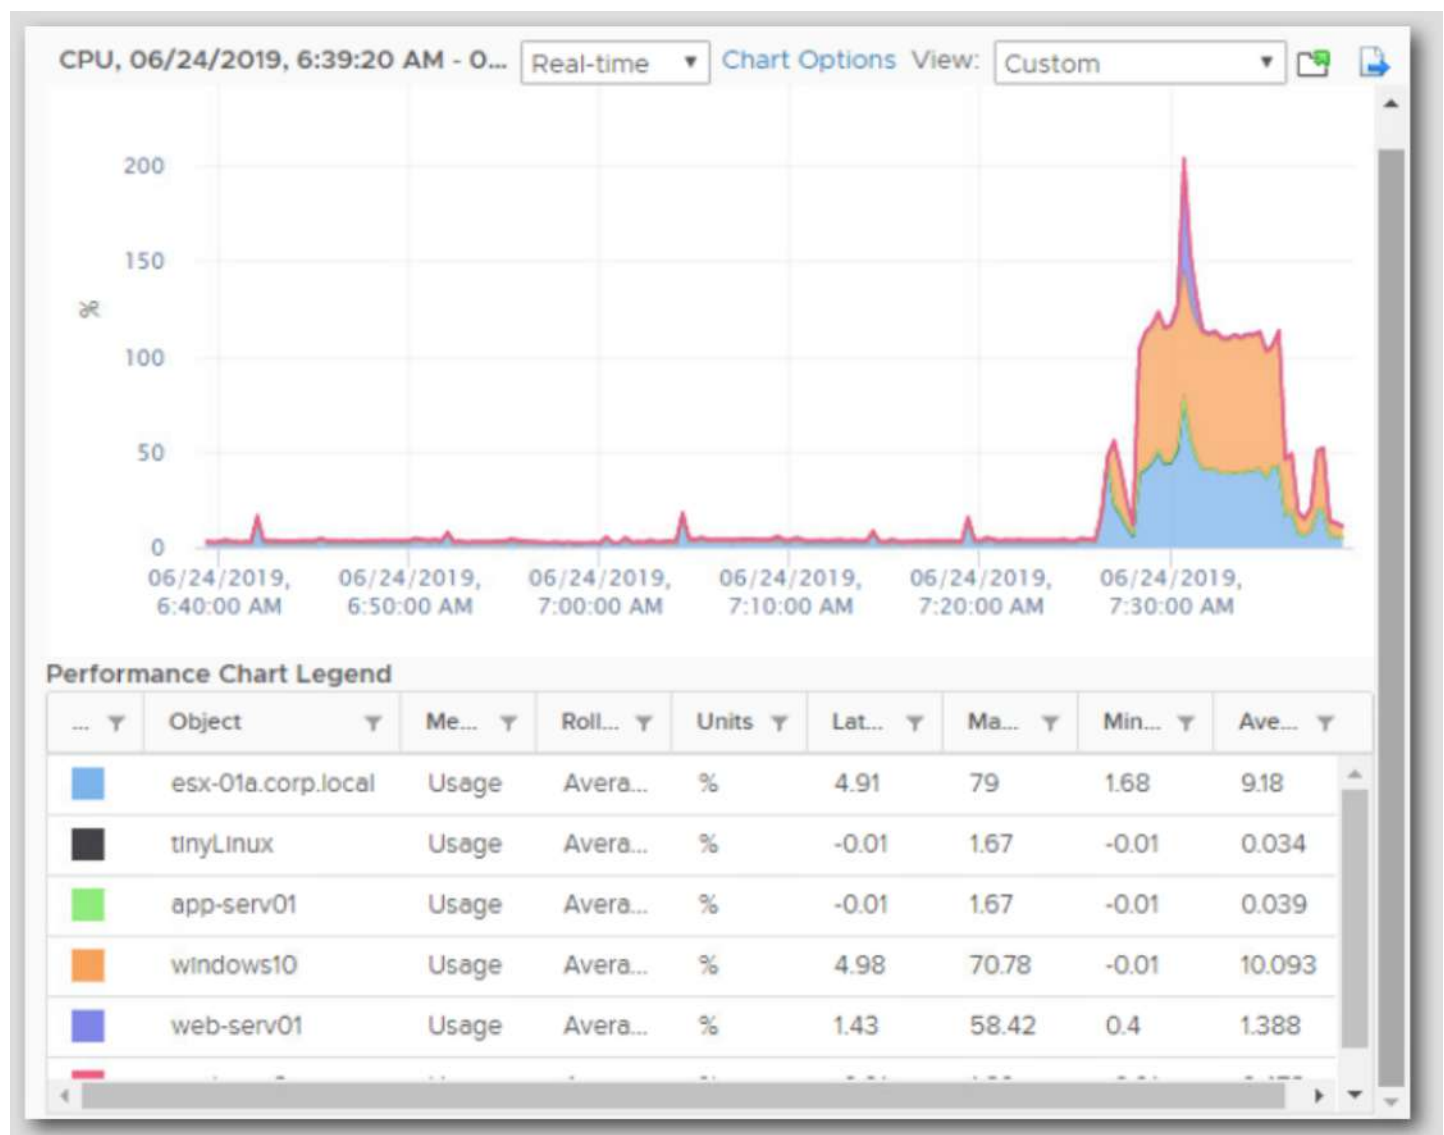 CPU, 06/24/2019, 6:39:20 AM - 0... Real-time Chart Options View: Custom
200
150
%
100
50
0
06/24/2019, 06/24/2019, 06/24/2019, 06/24/2019, 06/24/2019, 06/24/2019,
6:40:00 AM 6:50:00 AM 7:00:00 AM 7:10:00 AM 7:20:00 AM 7:30:00 AM
Performance Chart Legend
... Object Me... Roll... Units Lat... Ma... Min... Ave...
esx-01a.corp.local Usage Avera... % 4.91 79 1.68 9.18
tinyLinux Usage Avera... % -0.01 1.67 -0.01 0.034
app-serv01 Usage Avera... % -0.01 1.67 -0.01 0.039
windows10 Usage Avera... % 4.98 70.78 -0.01 10.093
web-serv01 Usage Avera... % 1.43 58.42 0.4 1.388